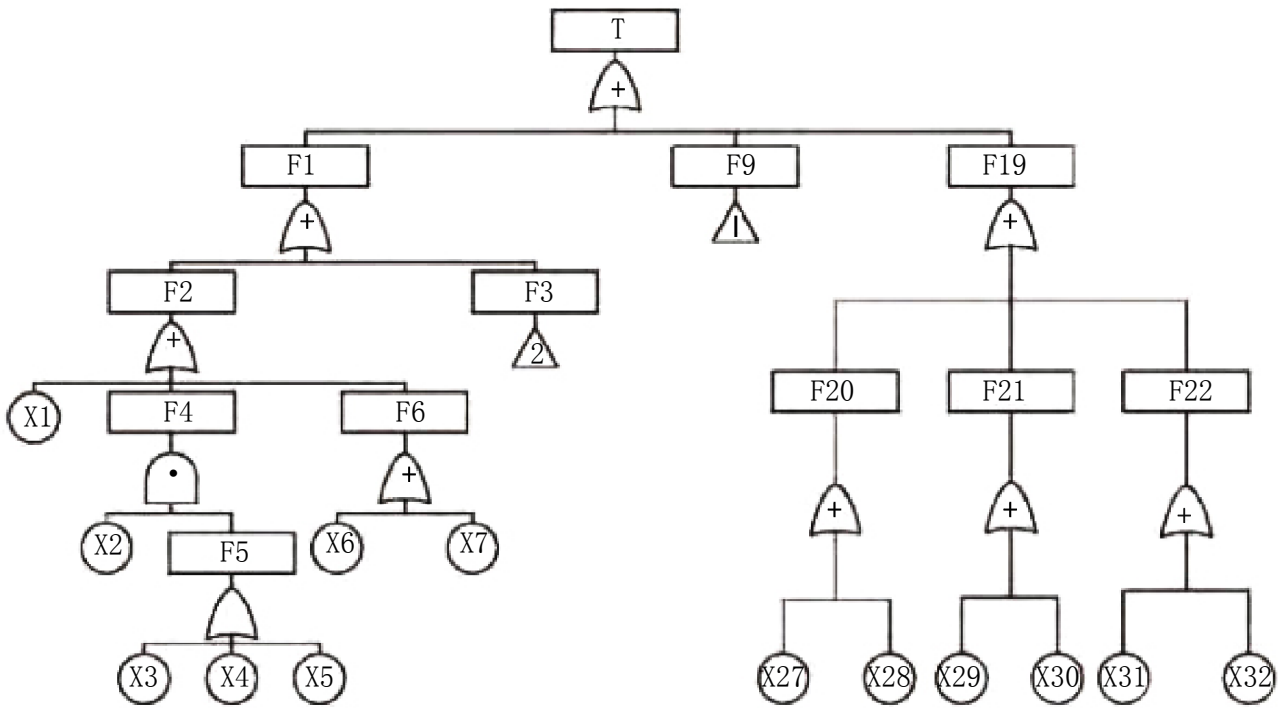 T
+
F1 F9 F19
+ 1 +
F2 F3
+ 2
X1 F4 F6 F20 F21 F22
• +
X2 F5 X6 X7 + + +
X3 X4 X5 X27 X28 X29 X30 X31 X32